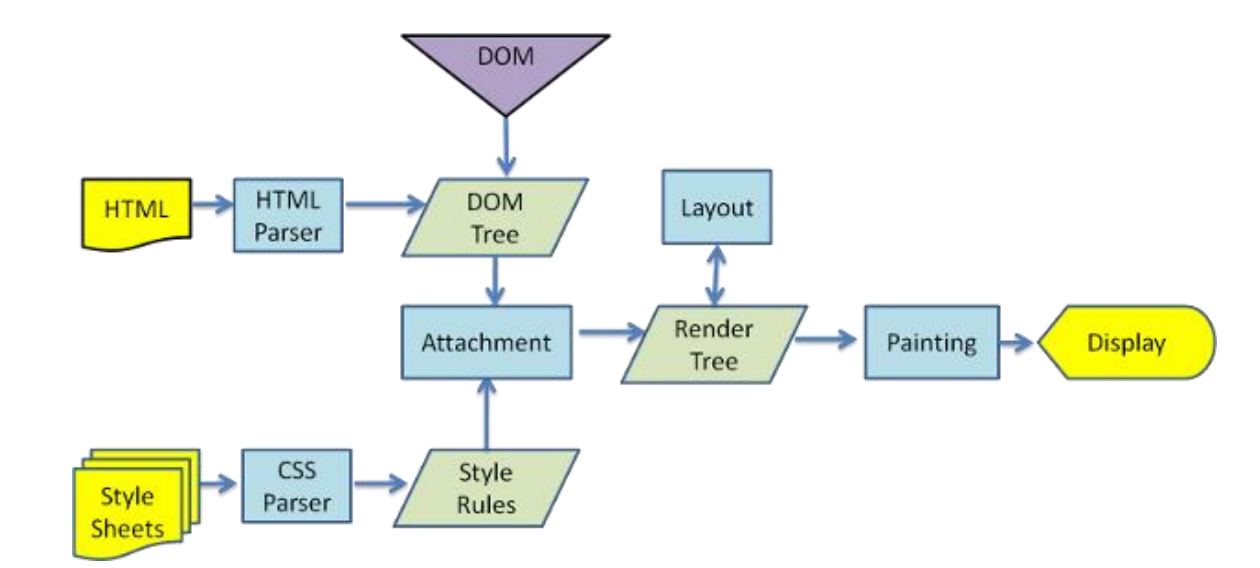 DOM
HTML
HTML
Parser
DOM
Tree
Layout
Attachment
Render
Tree
Painting
Display
Style
Sheets
CSS
Parser
Style
Rules